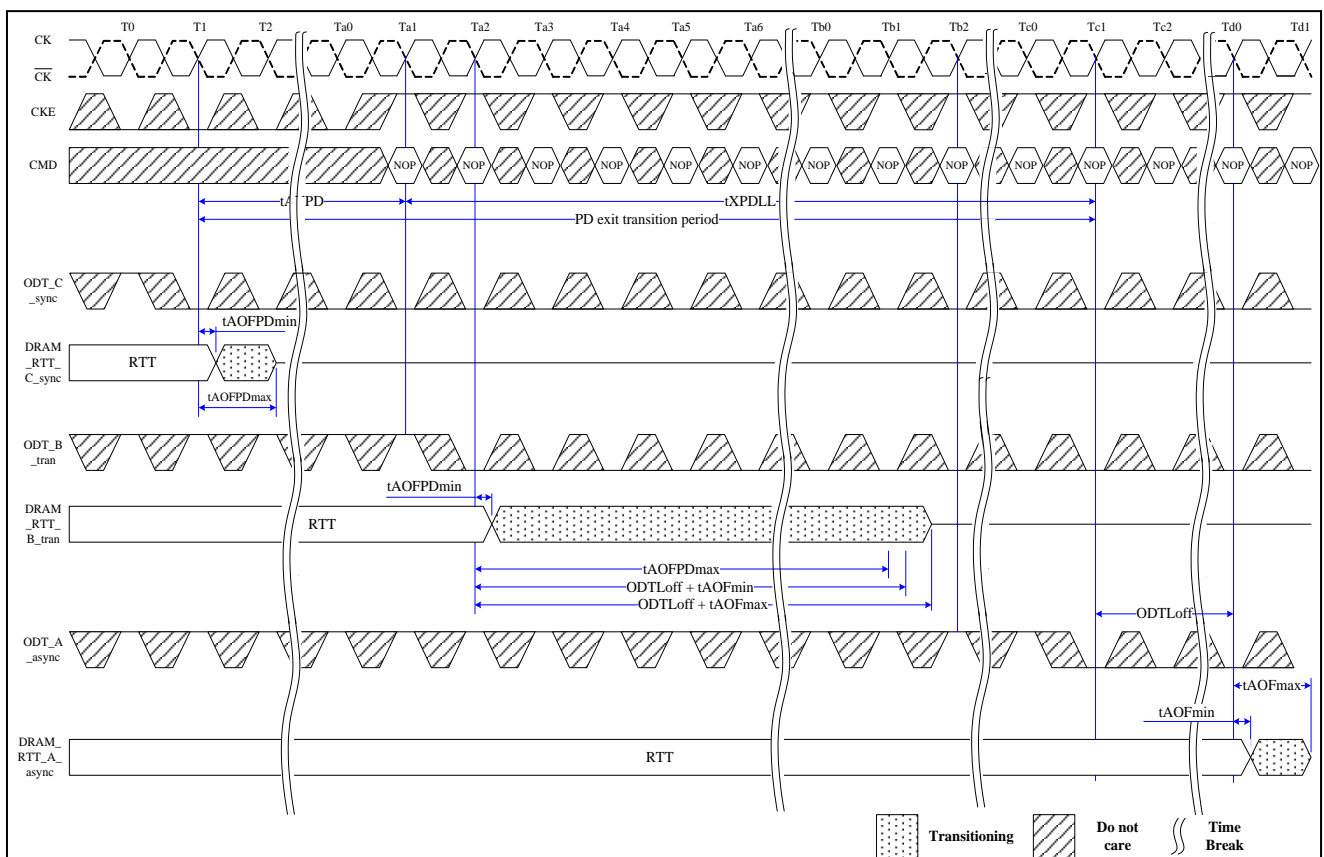 T0 T1 T2 Ta0 Ta1 Ta2 Ta3 Ta4 Ta5 Ta6 Tb0 Tb1 Tb2 Tc0 Tc1 Tc2 Td0 Td1
CK
CK
CKE
CMD
NOP NOP NOP NOP NOP NOP NOP NOP NOP NOP NOP NOP NOP NOP
tXPDLL
PD exit transition period
ODT_C
_sync
tAOFPDmin
DRAM
_RTT_
C_sync
RTT
tAOFPDmax
ODT_B
_tran
tAOFPDmin
DRAM
_RTT_
B_tran
RTT
tAOFPDmax
ODTLoff + tAOFmin
ODTLoff + tAOFmax
ODTLoff
ODT_A
_async
tAOFmax
tAOFmin
DRAM_
RTT_A_
async
RTT
Transitioning
Do not
care
Time
Break